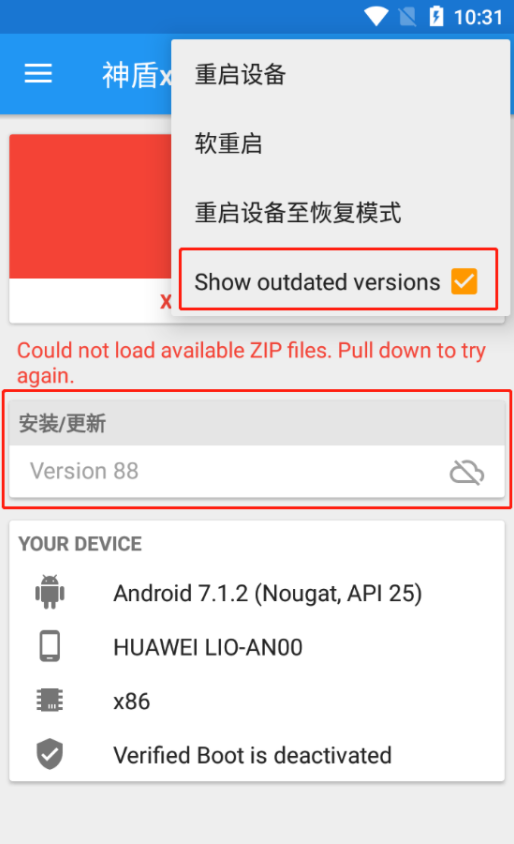 10:31
神盾x
重启设备
软重启
重启设备至恢复模式
Show outdated versions
X
Could not load available ZIP files. Pull down to try
again.
安装/更新
Version 88
YOUR DEVICE
Android 7.1.2 (Nougat, API 25)
HUAWEI LIO-AN00
x86
Verified Boot is deactivated